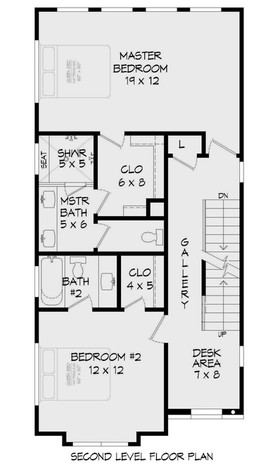 MASTER
BEDROOM
19 x 12
SEAT
SHWR
5 x 5
CLO
6 x 8
L
MSTR
BATH
5 x 6
DN
GALLERY
BATH
#2
CLO
4 x 5
UP
BEDROOM #2
12 x 12
DESK
AREA
7 x 8
SECOND LEVEL FLOOR PLAN